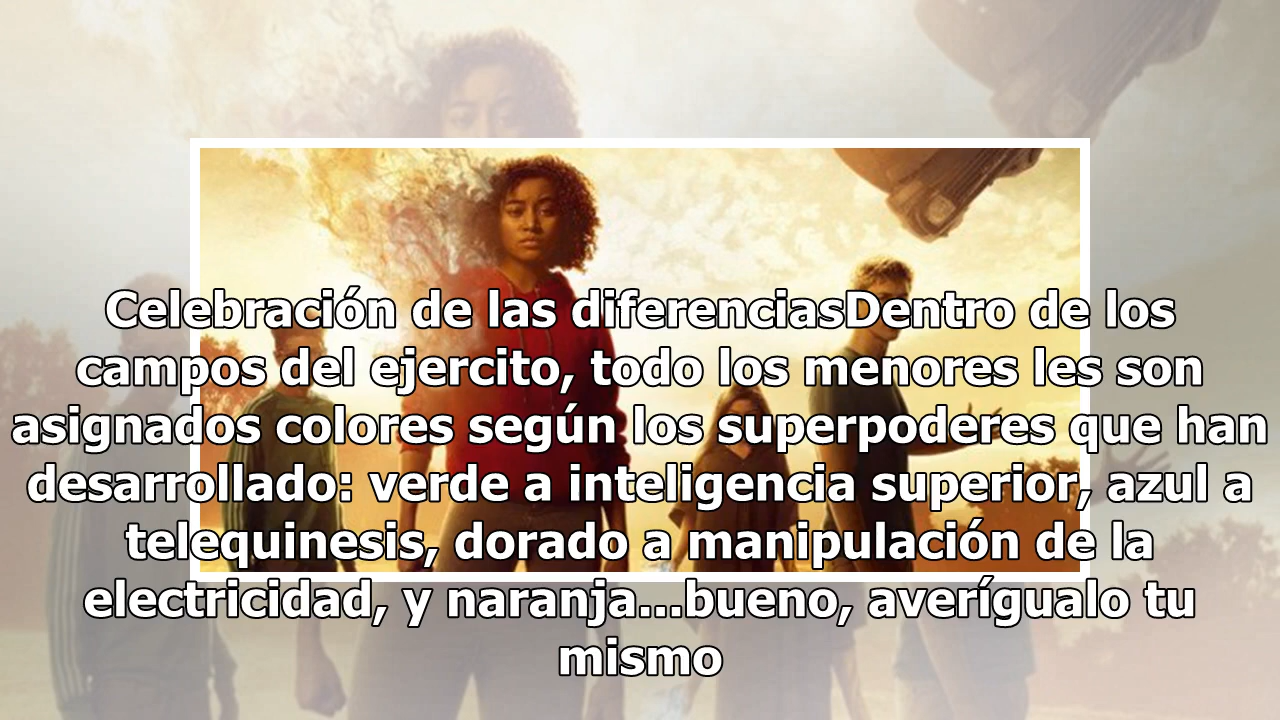 Celebración de las diferenciasDentro de los
campos del ejercito, todo los menores les son
asignados colores según los superpoderes que han
desarrollado: verde a inteligencia superior, azul a
telequinesis, dorado a manipulación de la
electricidad, y naranja...bueno, averígualo tu
mismo